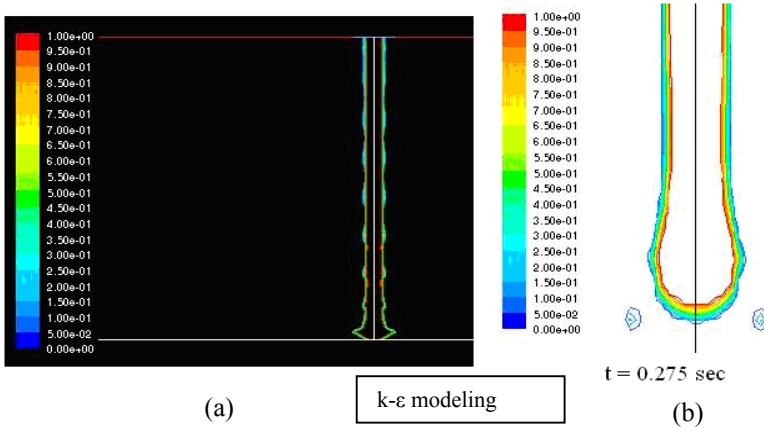 1.00e+00
9.50e-01
9.00e-01
8.50e-01
8.00e-01
7.50e-01
7.00e-01
6.50e-01
6.00e-01
5.50e-01
5.00e-01
4.50e-01
4.00e-01
3.50e-01
3.00e-01
2.50e-01
2.00e-01
1.50e-01
1.00e-01
5.00e-02
0.00e+00
1.00e+00
9.50e-01
9.00e-01
8.50e-01
8.00e-01
7.50e-01
7.00e-01
6.50e-01
6.00e-01
5.50e-01
5.00e-01
4.50e-01
4.00e-01
3.50e-01
3.00e-01
2.50e-01
2.00e-01
1.50e-01
1.00e-01
5.00e-02
0.00e+00
t = 0.275 sec
(a)
k-ε modeling
(b)